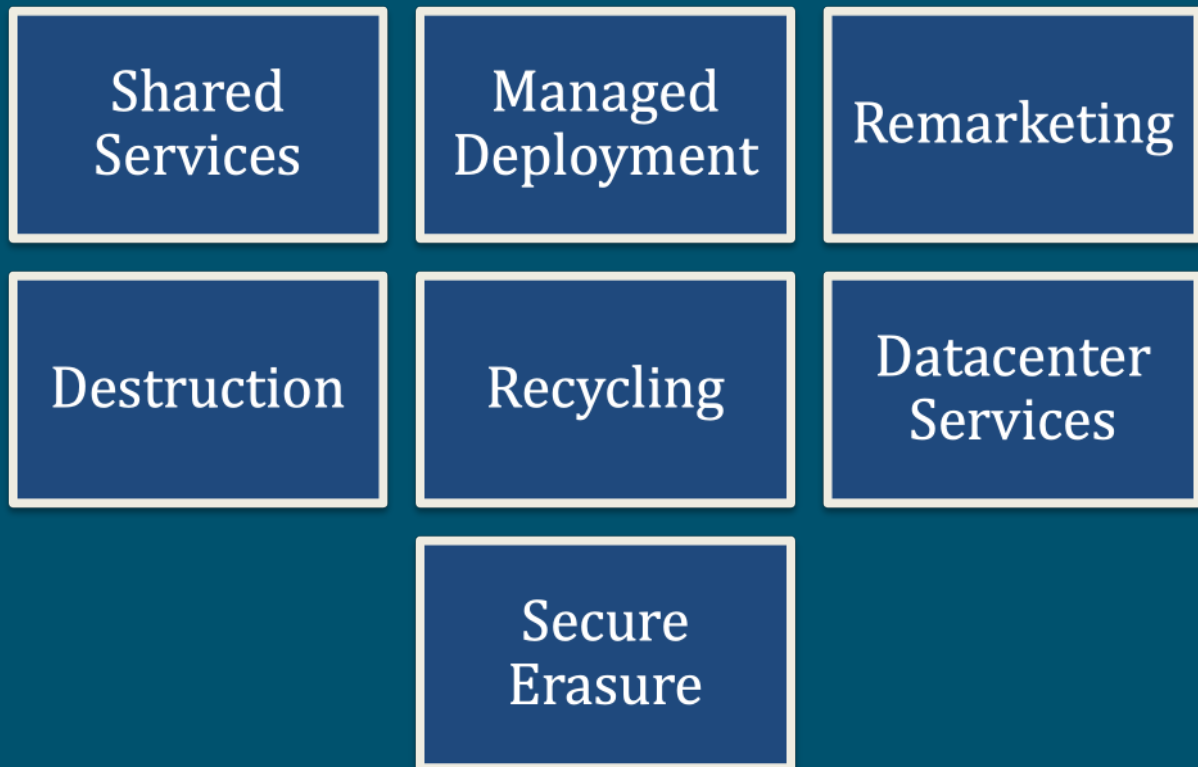 Shared
Services
Managed
Deployment
Remarketing
Destruction
Recycling
Datacenter
Services
Secure
Erasure